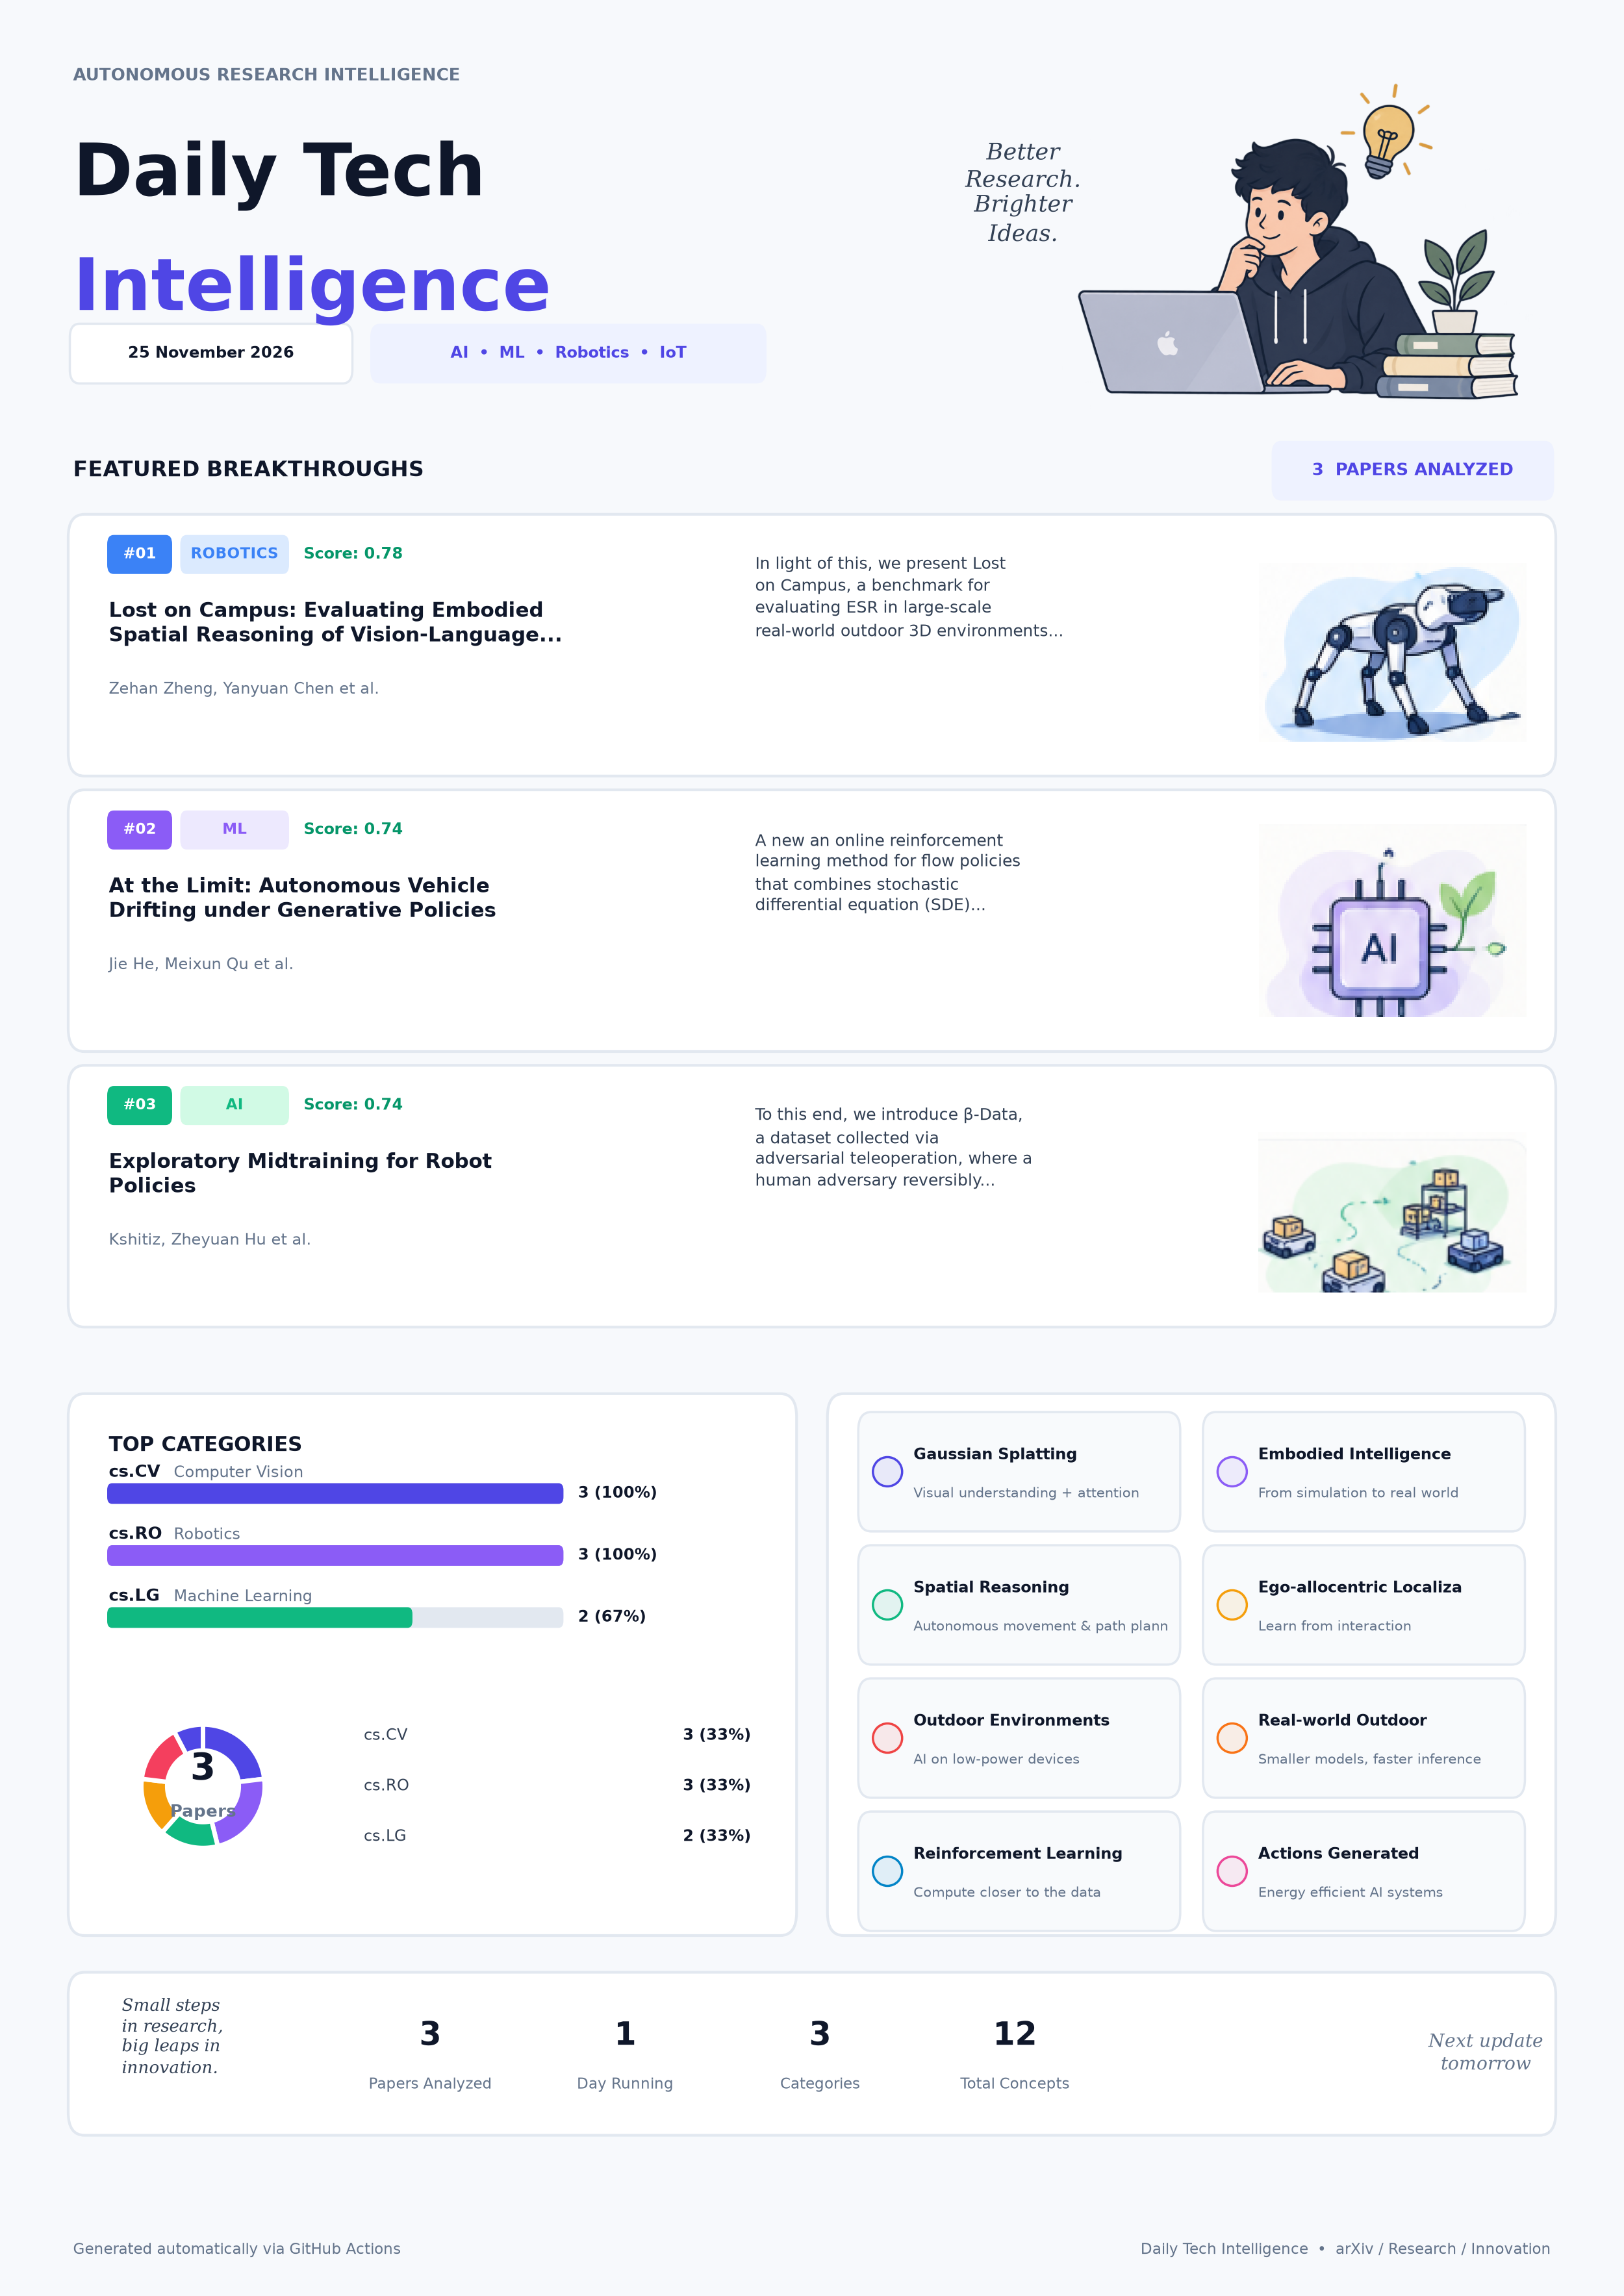 AUTONOMOUS RESEARCH INTELLIGENCE
Daily Tech
Intelligence
25 November 2026
AI • ML • Robotics • IoT
Better
Research.
Brighter
Ideas.
FEATURED BREAKTHROUGHS
3 PAPERS ANALYZED
#01
ROBOTICS
Score: 0.78
Lost on Campus: Evaluating Embodied
Spatial Reasoning of Vision-Language...
Zehan Zheng, Yanyuan Chen et al.
In light of this, we present Lost
on Campus, a benchmark for
evaluating ESR in large-scale
real-world outdoor 3D environments...
#02
ML
Score: 0.74
At the Limit: Autonomous Vehicle
Drifting under Generative Policies
Jie He, Meixun Qu et al.
A new an online reinforcement
learning method for flow policies
that combines stochastic
differential equation (SDE)...
AI
#03
AI
Score: 0.74
Exploratory Midtraining for Robot
Policies
Kshitiz, Zheyuan Hu et al.
To this end, we introduce β-Data,
a dataset collected via
adversarial teleoperation, where a
human adversary reversibly...
TOP CATEGORIES
cs.CV Computer Vision
3 (100%)
cs.RO Robotics
3 (100%)
cs.LG Machine Learning
2 (67%)
3
Papers
cs.CV 3 (33%)
cs.RO 3 (33%)
cs.LG 2 (33%)
Gaussian Splatting
Visual understanding + attention
Embodied Intelligence
From simulation to real world
Spatial Reasoning
Autonomous movement & path plann
Ego-allocentric Localiza
Learn from interaction
Outdoor Environments
AI on low-power devices
Real-world Outdoor
Smaller models, faster inference
Reinforcement Learning
Compute closer to the data
Actions Generated
Energy efficient AI systems
Small steps
in research,
big leaps in
innovation.
3
Papers Analyzed
1
Day Running
3
Categories
12
Total Concepts
Next update
tomorrow
Generated automatically via GitHub Actions
Daily Tech Intelligence • arXiv / Research / Innovation